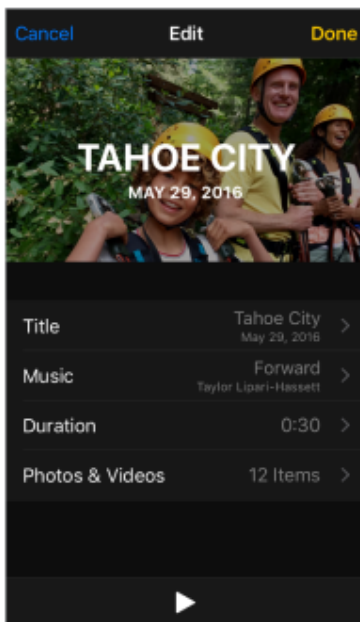 Cancel Edit Done
TAHOE CITY
MAY 29, 2016
Title Tahoe City
May 29, 2016
Music Forward
Taylor Lipari-Hassett
Duration 0:30
Photos & Videos 12 Items